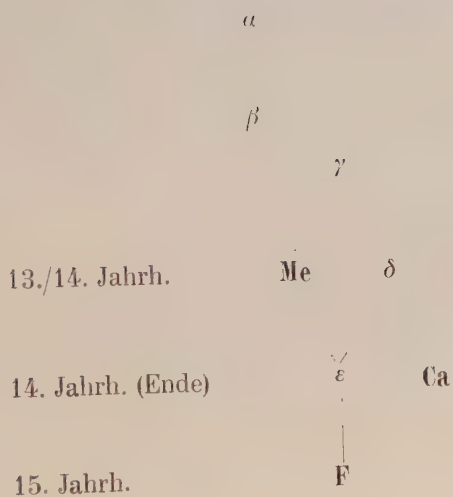 α
β
γ
13./14. Jahrh. Me δ
14. Jahrh. (Ende) ε Ca
15. Jahrh. F